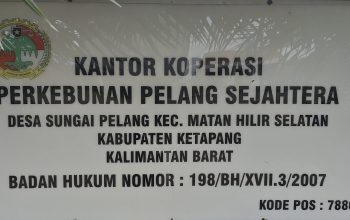 KANTOR KOPERASI
PERKEBUNAN PELANG SEJAHTERA
DESA SUNGAI PELANG KEC. MATAN HILIR SELATAN
KABUPATEN KETAPANG
KALIMANTAN BARAT
BADAN HUKUM NOMOR : 198/BH/XVII.3/2007
KODE POS :